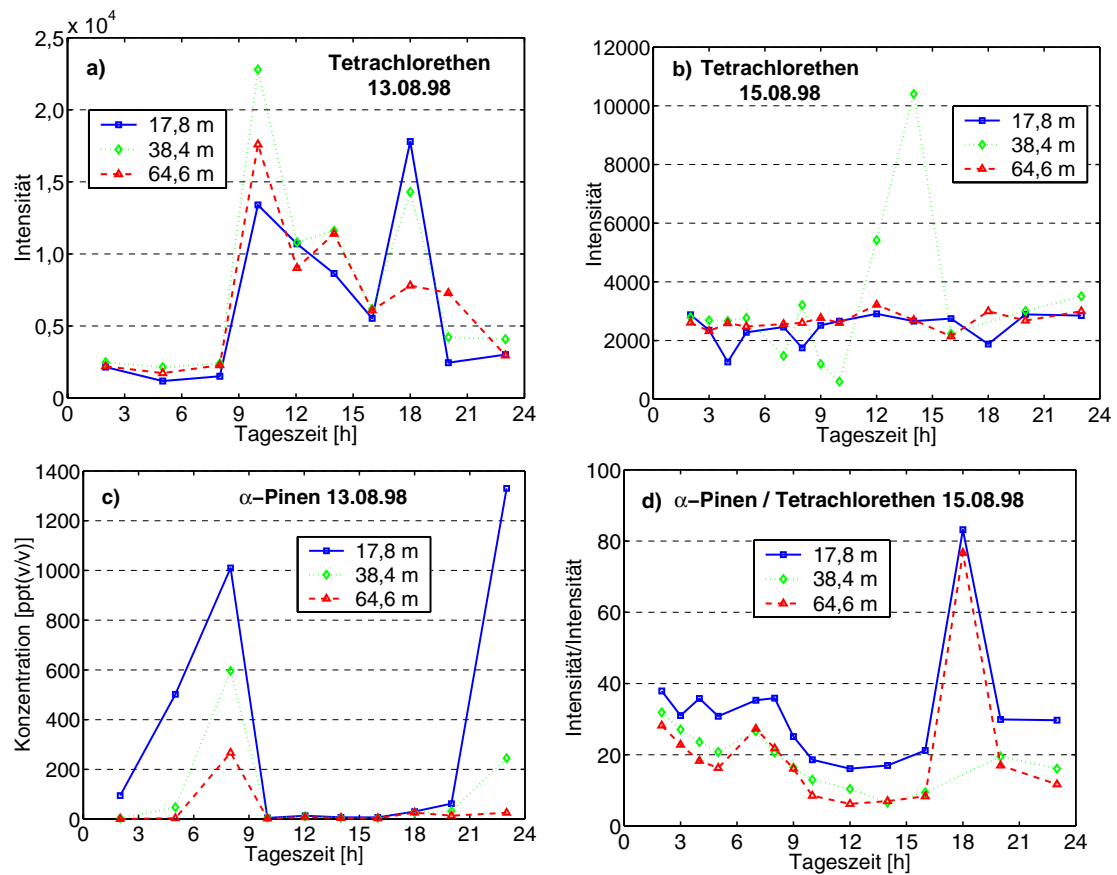 x 10⁴
a) Tetrachlorethen
13.08.98
17,8 m
38,4 m
64,6 m
Intensität
2,5
2,0
1,5
1,0
0,5
0
0 3 6 9 12 15 18 21 24
Tageszeit [h]
b) Tetrachlorethen
15.08.98
17,8 m
38,4 m
64,6 m
Intensität
12000
10000
8000
6000
4000
2000
0
0 3 6 9 12 15 18 21 24
Tageszeit [h]
c) α−Pinen 13.08.98
17,8 m
38,4 m
64,6 m
Konzentration [ppt(v/v)]
1400
1200
1000
800
600
400
200
0
0 3 6 9 12 15 18 21 24
Tageszeit [h]
d) α−Pinen / Tetrachlorethen 15.08.98
17,8 m
38,4 m
64,6 m
Intensität/Intensität
100
80
60
40
20
0
0 3 6 9 12 15 18 21 24
Tageszeit [h]